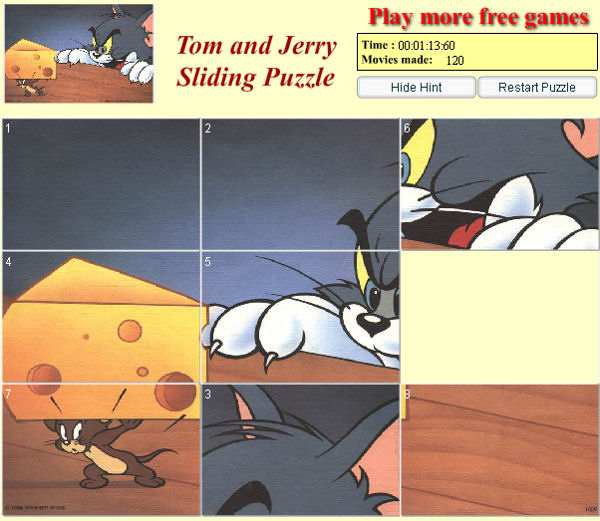 Play more free games
Tom and Jerry
Sliding Puzzle
Time : 00:01:13:60
Movies made: 120
Hide Hint
Restart Puzzle
1
2
6
4
5
7
3
8